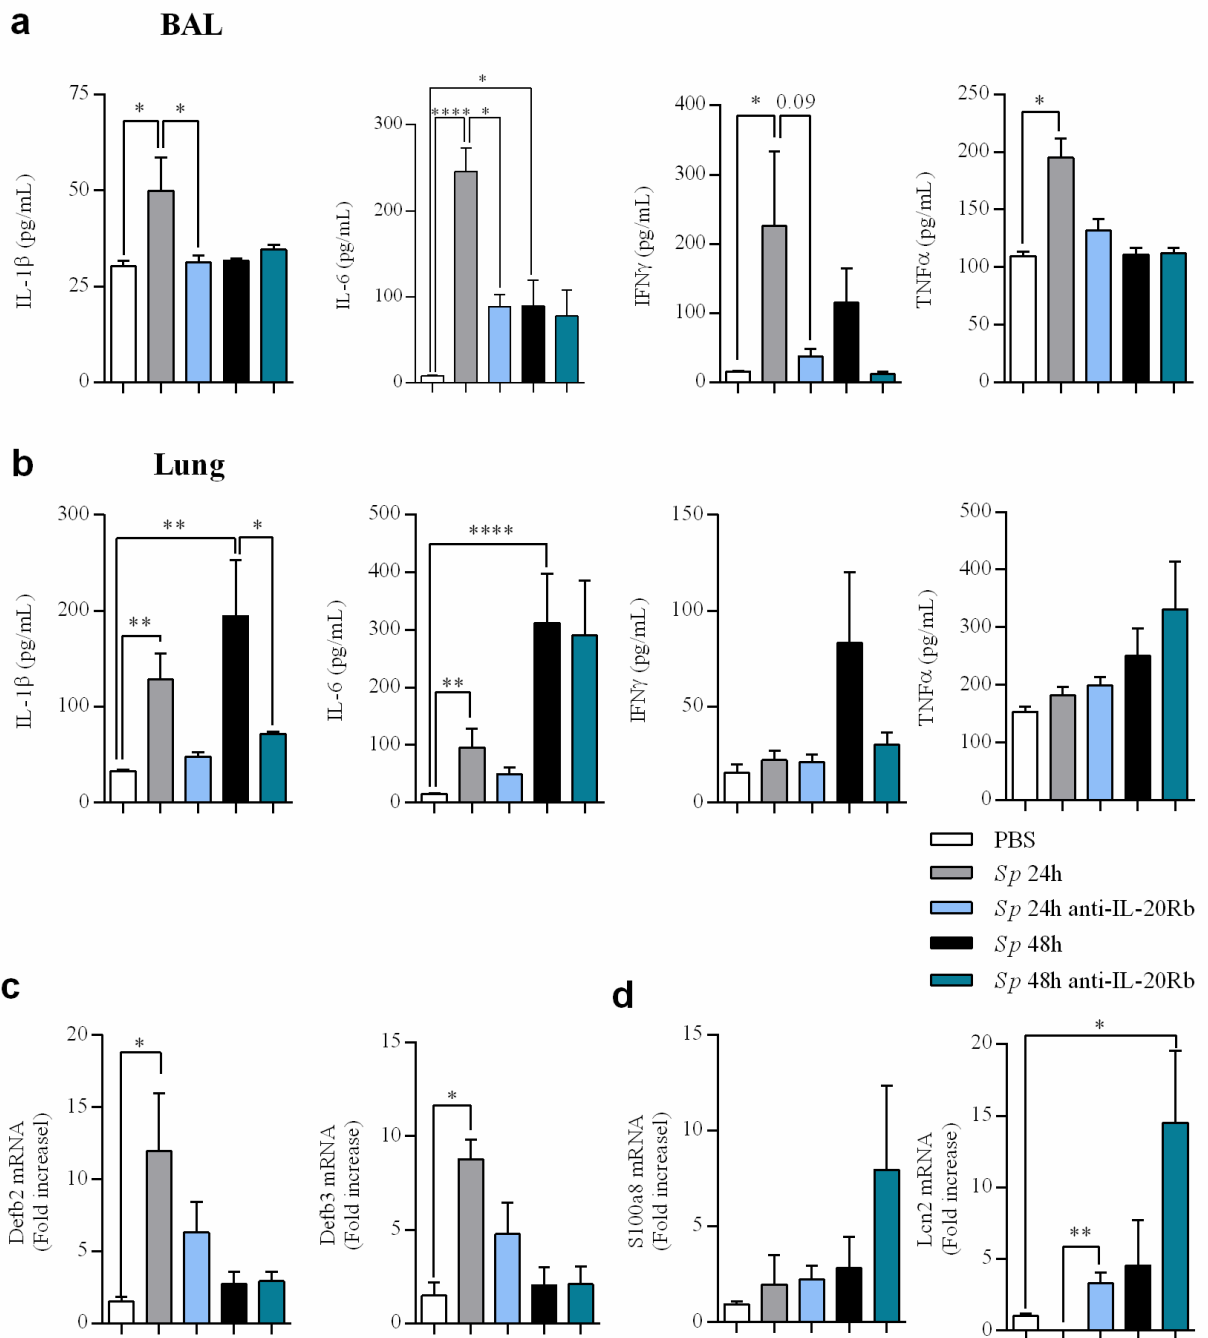 a BAL
75
50
25
0
IL-1β (pg/mL)
* *
300
200
100
0
IL-6 (pg/mL)
*
**** *
400
300
200
100
0
IFNγ (pg/mL)
* 0.09
250
200
150
100
50
0
TNFα (pg/mL)
*
b Lung
300
200
100
0
IL-1β (pg/mL)
** *
**
500
400
300
200
100
0
IL-6 (pg/mL)
****
**
150
100
50
0
IFNγ (pg/mL)
500
400
300
200
100
0
TNFα (pg/mL)
PBS
Sp 24h
Sp 24h anti-IL-20Rb
Sp 48h
Sp 48h anti-IL-20Rb
c
20
15
10
5
0
Defb2 mRNA
(Fold increasel)
*
15
10
5
0
Defb3 mRNA
(Fold increase)
*
d
15
10
5
0
S100a8 mRNA
(Fold increasel)
20
15
10
5
0
Lcn2 mRNA
(Fold increase)
*
**